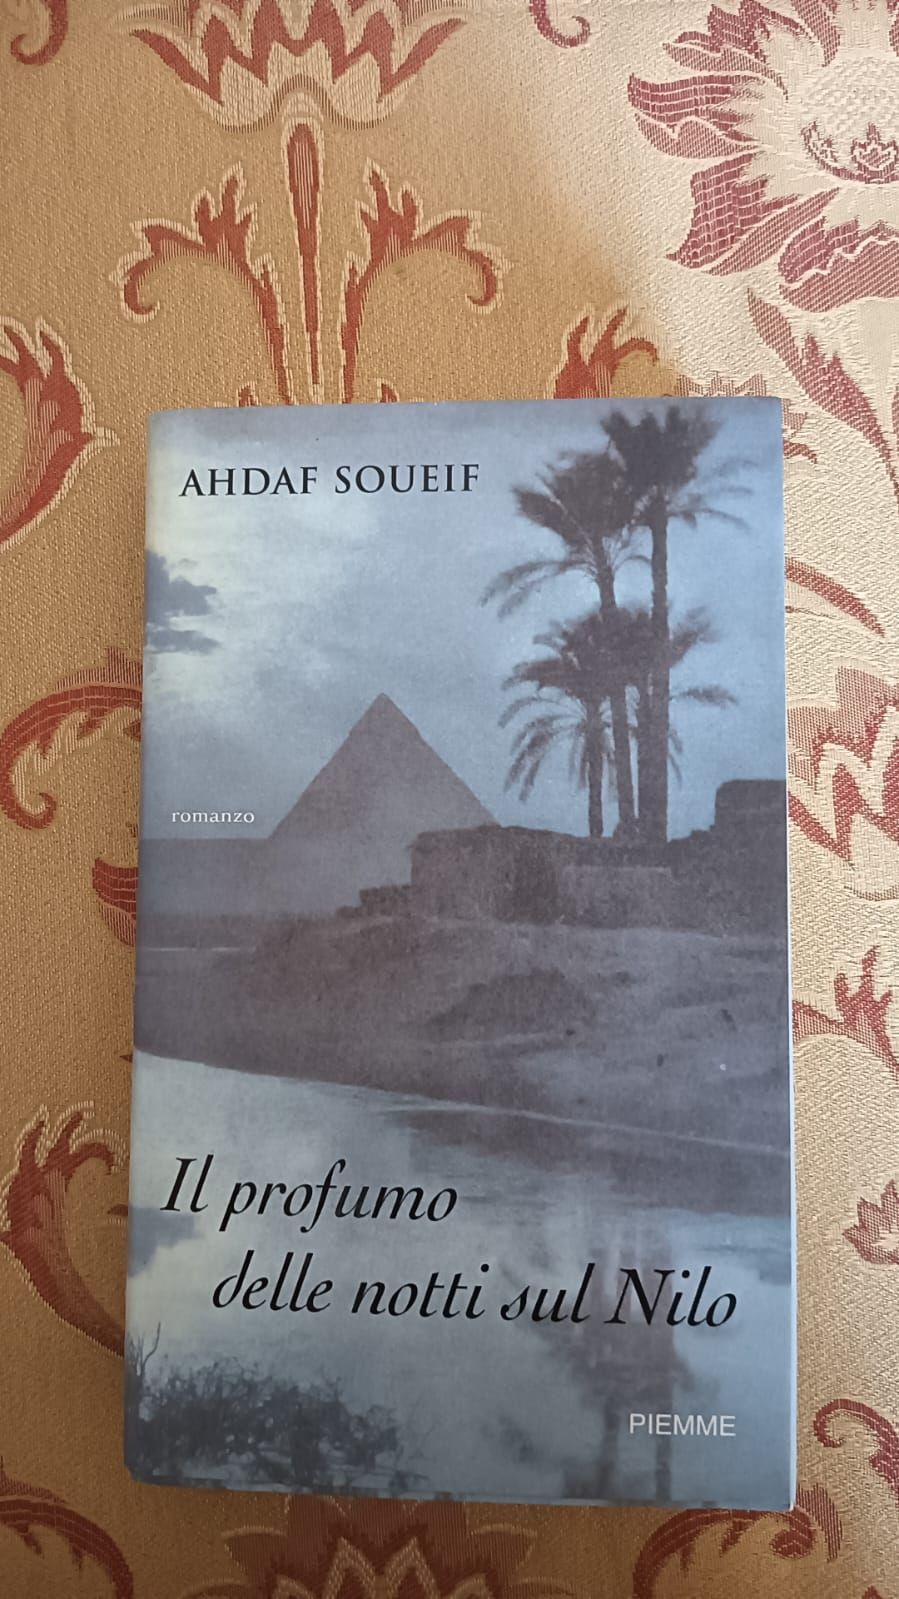 AHDAF SOUEIF
romanzo
Il profumo
delle notti sul Nilo
PIEMME